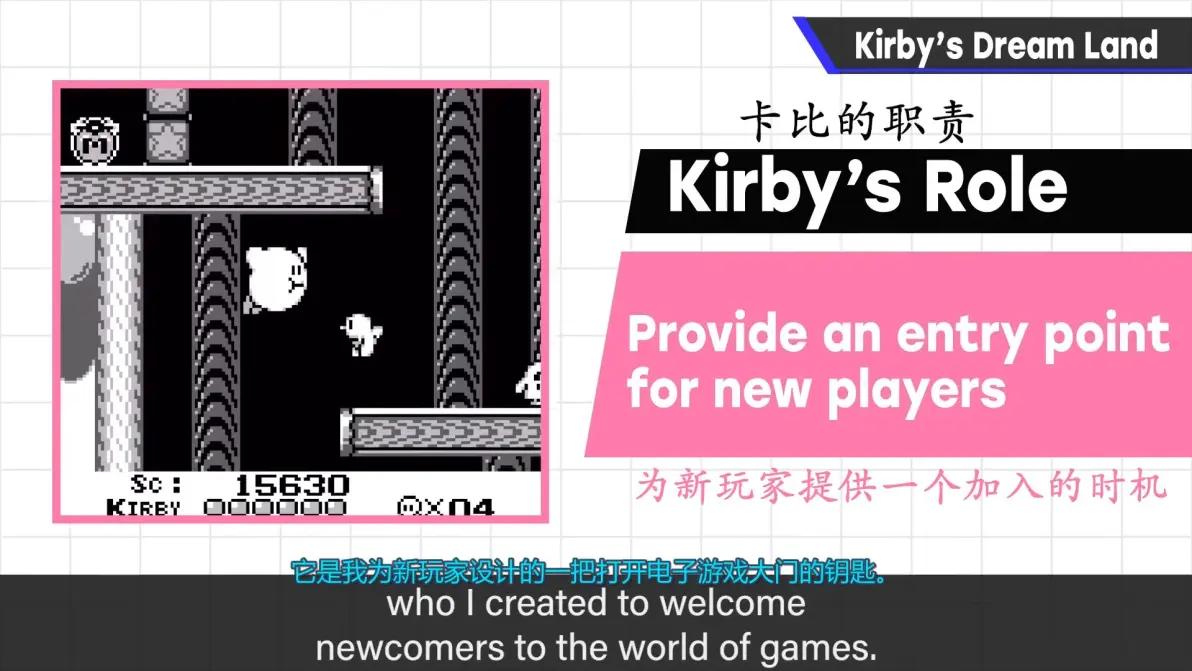 Kirby's Dream Land
卡比的职责
Kirby's Role
M
Provide an entry point
for new players
Sc: 15630
KIRBY X04
为新玩家提供一个加入的时机
它是我为新玩家设计的一把打开电子游戏大门的钥匙。
who I created to welcome
newcomers to the world of games.